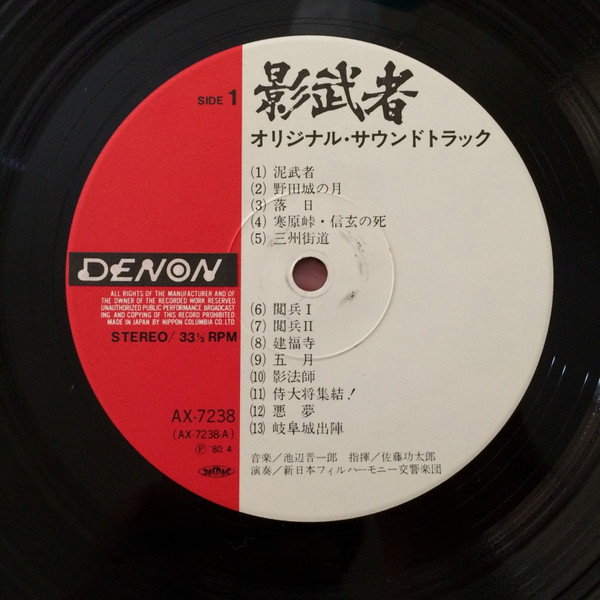 SIDE 1
影武者
オリジナル・サウンドトラック
(1) 泥武者
(2) 野田城の月
(3) 落 日
(4) 寒原峠・信玄の死
(5) 三州街道
DENON
ALL RIGHTS OF THE MANUFACTURER AND OF
THE OWNER OF THE RECORDED WORK RESERVED
UNAUTHORIZED PUBLIC PERFORMANCE BROADCAST
ING AND COPYING OF THIS RECORD PROHIBITED
MADE IN JAPAN BY NIPPON COLUMBIA CO. LTD.
STEREO/33⅓ RPM
(6) 閲兵Ⅰ
(7) 閲兵Ⅱ
(8) 建福寺
(9) 五 月
(10) 影法師
(11) 侍大将集結!
(12) 悪 夢
(13) 岐阜城出陣
AX-7238
(AX-7238-A)
Ⓟ '80. 4
音楽/池辺晋一郎 指揮/佐藤功太郎
演奏/新日本フィルハーモニー交響楽団